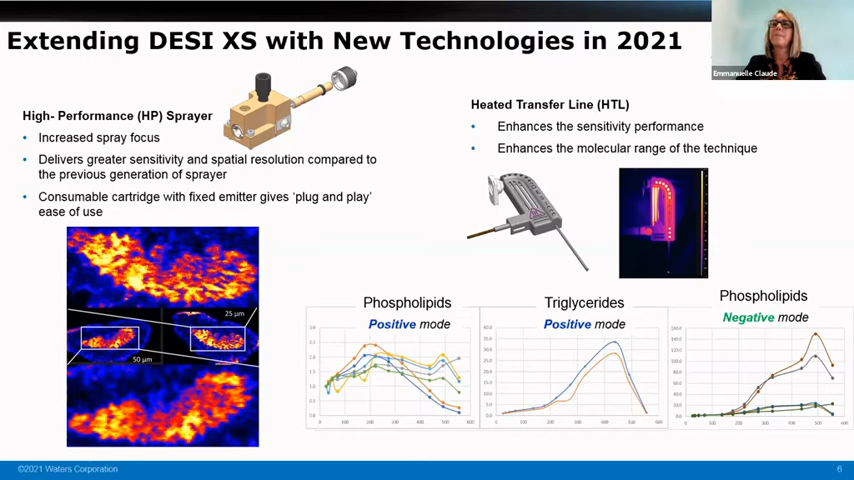 Extending DESI XS with New Technologies in 2021
Emmanuelle Claude
High- Performance (HP) Sprayer
• Increased spray focus
• Delivers greater sensitivity and spatial resolution compared to
the previous generation of sprayer
• Consumable cartridge with fixed emitter gives 'plug and play'
ease of use
25 µm
50 µm
Heated Transfer Line (HTL)
• Enhances the sensitivity performance
• Enhances the molecular range of the technique
Phospholipids
Positive mode
Triglycerides
Positive mode
Phospholipids
Negative mode
©2021 Waters Corporation
6